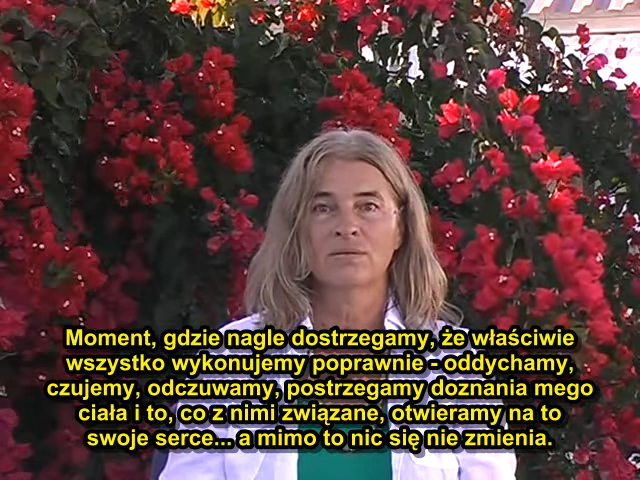 Moment, gdzie nagle dostrzegamy, że właściwie
wszystko wykonujemy poprawnie - oddychamy,
czujemy, odczuwamy, postrzegamy doznania mego
ciała i to, co z nimi związane, otwieramy na to
swoje serce... a mimo to nic się nie zmienia.